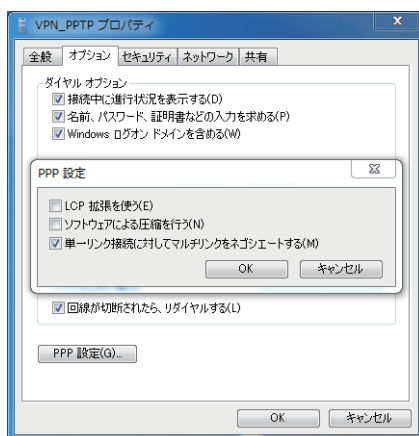 VPN_PPTP プロパティ
全般 オプション セキュリティ ネットワーク 共有
ダイヤル オプション
接続中に進行状況を表示する(D)
名前、パスワード、証明書などの入力を求める(P)
Windows ログオン ドメインを含める(W)
PPP 設定
LCP 拡張を使う(E)
ソフトウェアによる圧縮を行う(N)
単一リンク接続に対してマルチリンクをネゴシエートする(M)
OK キャンセル
回線が切断されたら、リダイヤルする(L)
PPP 設定(G)...
OK キャンセル